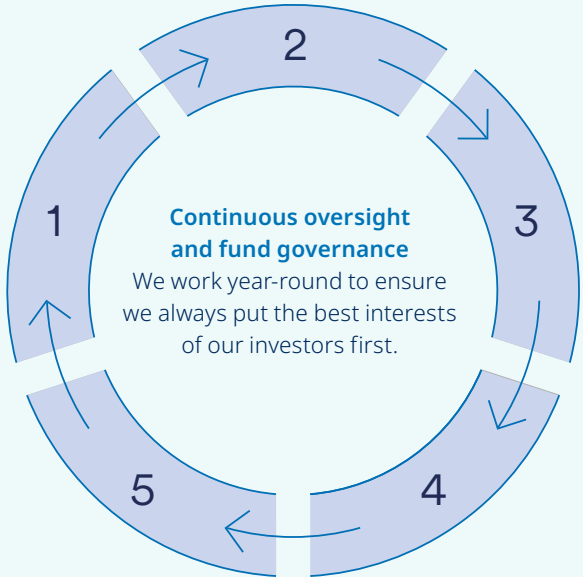 2
1
3
Continuous oversight
and fund governance
We work year-round to ensure
we always put the best interests
of our investors first.
5
4